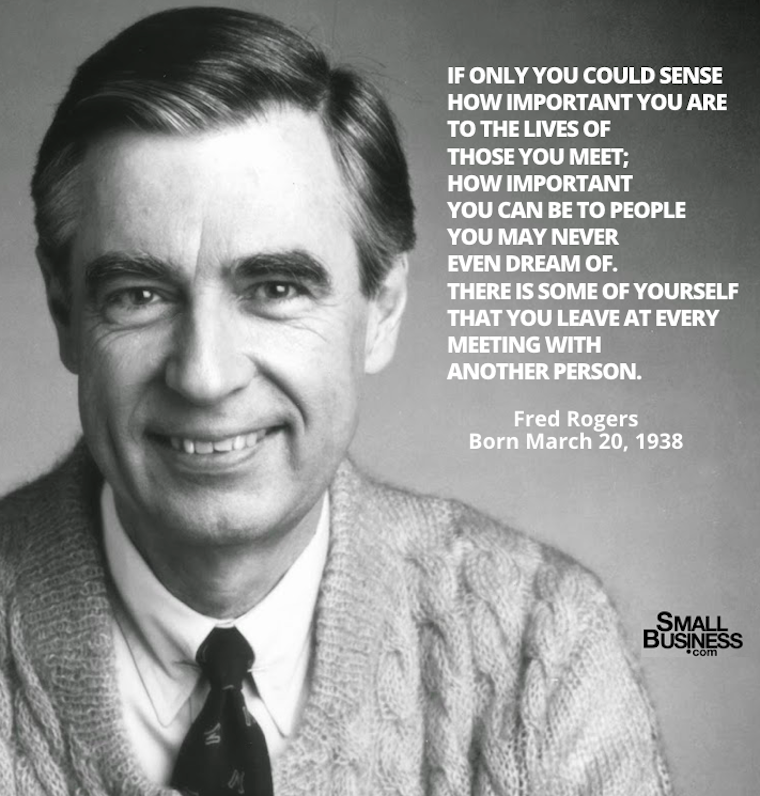 IF ONLY YOU COULD SENSE
HOW IMPORTANT YOU ARE
TO THE LIVES OF
THOSE YOU MEET;
HOW IMPORTANT
YOU CAN BE TO PEOPLE
YOU MAY NEVER
EVEN DREAM OF.
THERE IS SOME OF YOURSELF
THAT YOU LEAVE AT EVERY
MEETING WITH
ANOTHER PERSON.
Fred Rogers
Born March 20, 1938
SMALL
BUSINESS
.com